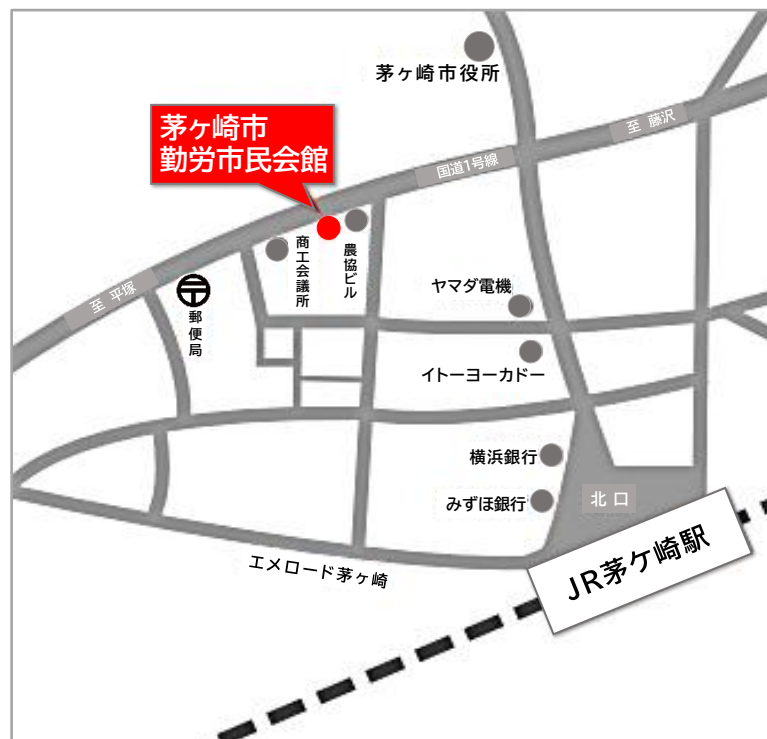 茅ヶ崎市役所
茅ヶ崎市
勤労市民会館
至 藤沢
国道1号線
商工会議所
農協ビル
至 平塚
郵便局
ヤマダ電機
イトーヨーカドー
横浜銀行
みずほ銀行
北口
エメロード茅ヶ崎
JR茅ケ崎駅